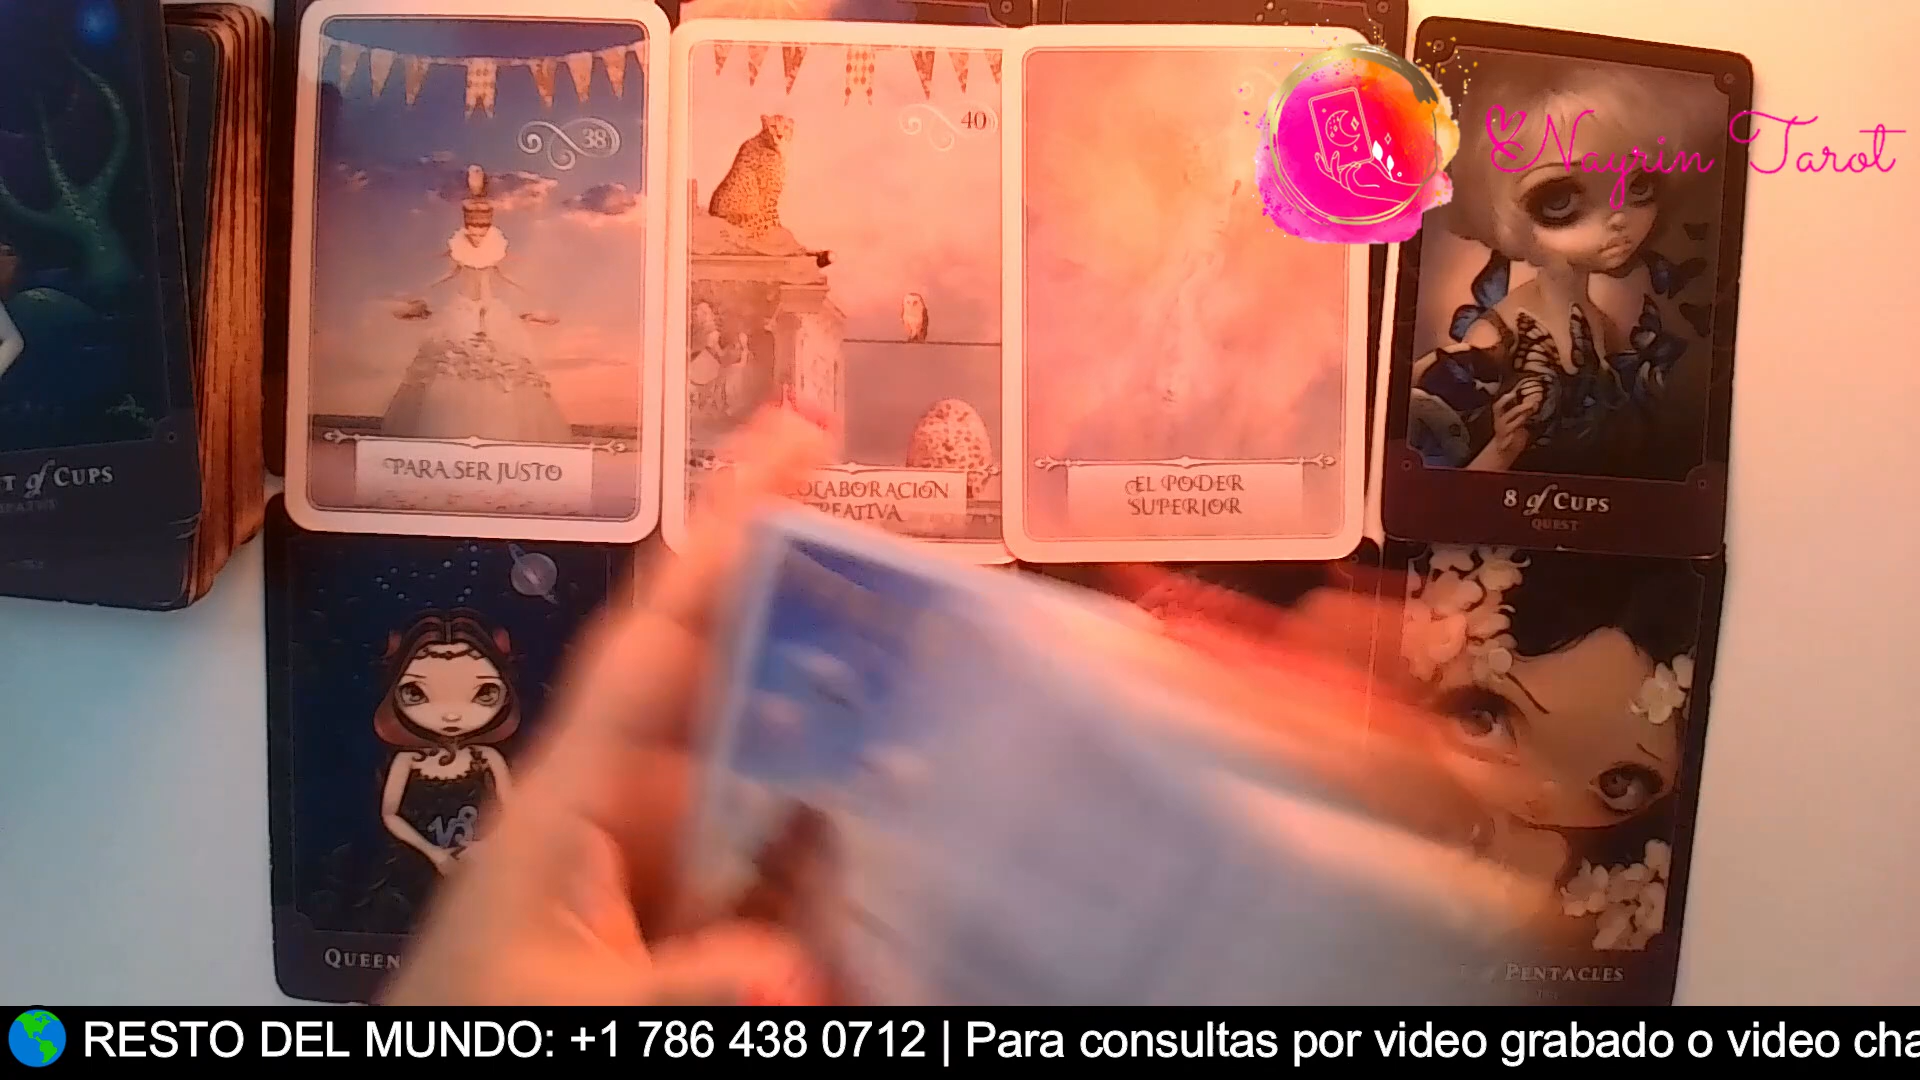 38
40
Nayrin Tarot
T of CUPS
PARA SER JUSTO
COLABORACIÓN
CREATIVA
EL PODER
SUPERIOR
8 of CUPS
QUEST
QUEEN
PENTACLES
RESTO DEL MUNDO: +1 786 438 0712 | Para consultas por video grabado o video cha